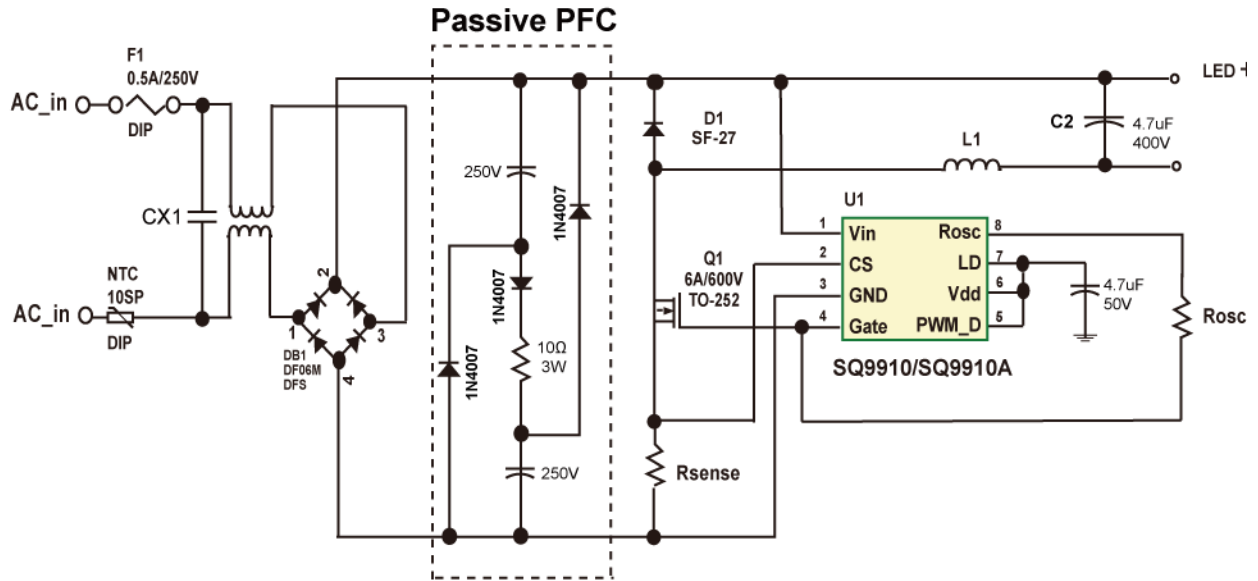 Passive PFC
F1
0.5A/250V
AC_in
DIP
CX1
NTC
10SP
AC_in
DIP
2
1
3
4
DB1
DF06M
DFS
250V
1N4007
1N4007
10Ω
3W
1N4007
250V
D1
SF-27
Q1
6A/600V
TO-252
Rsense
L1
C2
4.7uF
400V
LED +
U1
1
Vin
2
CS
3
GND
4
Gate
Rosc
8
LD
7
Vdd
6
PWM_D
5
SQ9910/SQ9910A
4.7uF
50V
Rosc